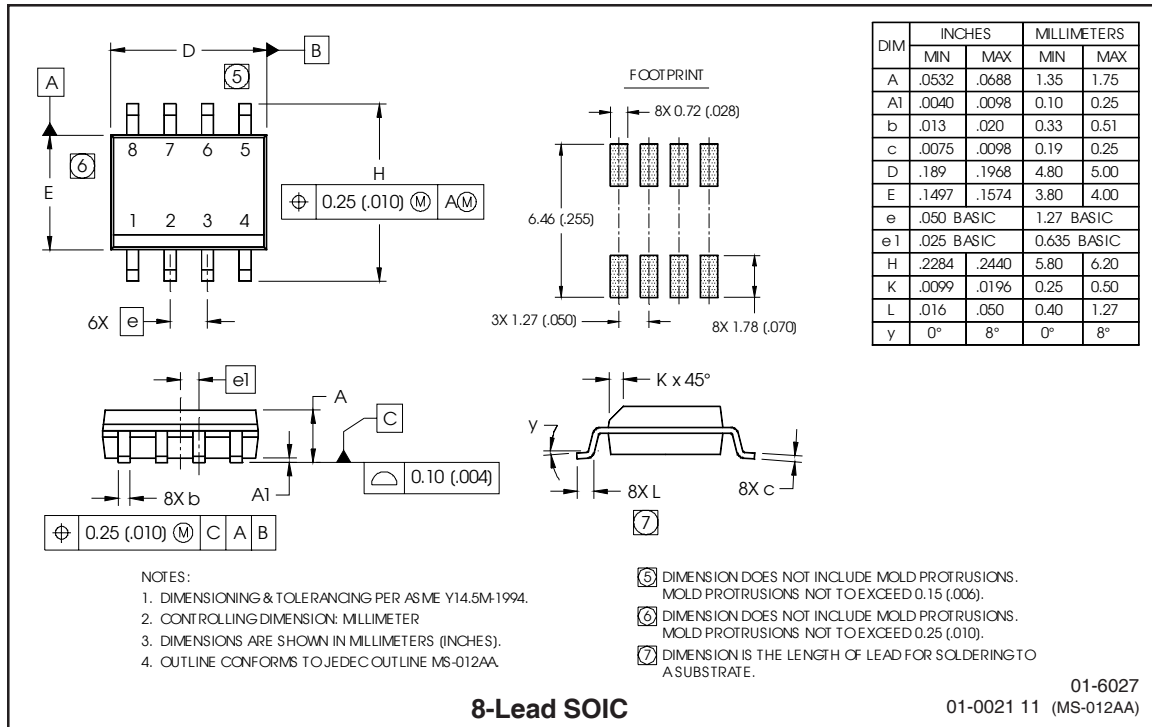 D
B
5
A
8 7 6 5
6
E
H
⌖ 0.25 (.010) Ⓜ AⓂ
1 2 3 4
6X e
FOOTPRINT
8X 0.72 (.028)
6.46 (.255)
3X 1.27 (.050)
8X 1.78 (.070)
DIM INCHES MILLIMETERS
MIN MAX MIN MAX
A .0532 .0688 1.35 1.75
A1 .0040 .0098 0.10 0.25
b .013 .020 0.33 0.51
c .0075 .0098 0.19 0.25
D .189 .1968 4.80 5.00
E .1497 .1574 3.80 4.00
e .050 BASIC 1.27 BASIC
e1 .025 BASIC 0.635 BASIC
H .2284 .2440 5.80 6.20
K .0099 .0196 0.25 0.50
L .016 .050 0.40 1.27
y 0° 8° 0° 8°
e1
A
C
8X b
A1
⌓ 0.10 (.004)
⌖ 0.25 (.010) Ⓜ C A B
K x 45°
y
8X L
7
8X c
NOTES:
1. DIMENSIONING & TOLERANCING PER ASME Y14.5M-1994.
2. CONTROLLING DIMENSION: MILLIMETER
3. DIMENSIONS ARE SHOWN IN MILLIMETERS (INCHES).
4. OUTLINE CONFORMS TO JEDEC OUTLINE MS-012AA.
5 DIMENSION DOES NOT INCLUDE MOLD PROTRUSIONS.
MOLD PROTRUSIONS NOT TO EXCEED 0.15 (.006).
6 DIMENSION DOES NOT INCLUDE MOLD PROTRUSIONS.
MOLD PROTRUSIONS NOT TO EXCEED 0.25 (.010).
7 DIMENSION IS THE LENGTH OF LEAD FOR SOLDERING TO
A SUBSTRATE.
8-Lead SOIC
01-6027
01-0021 11 (MS-012AA)